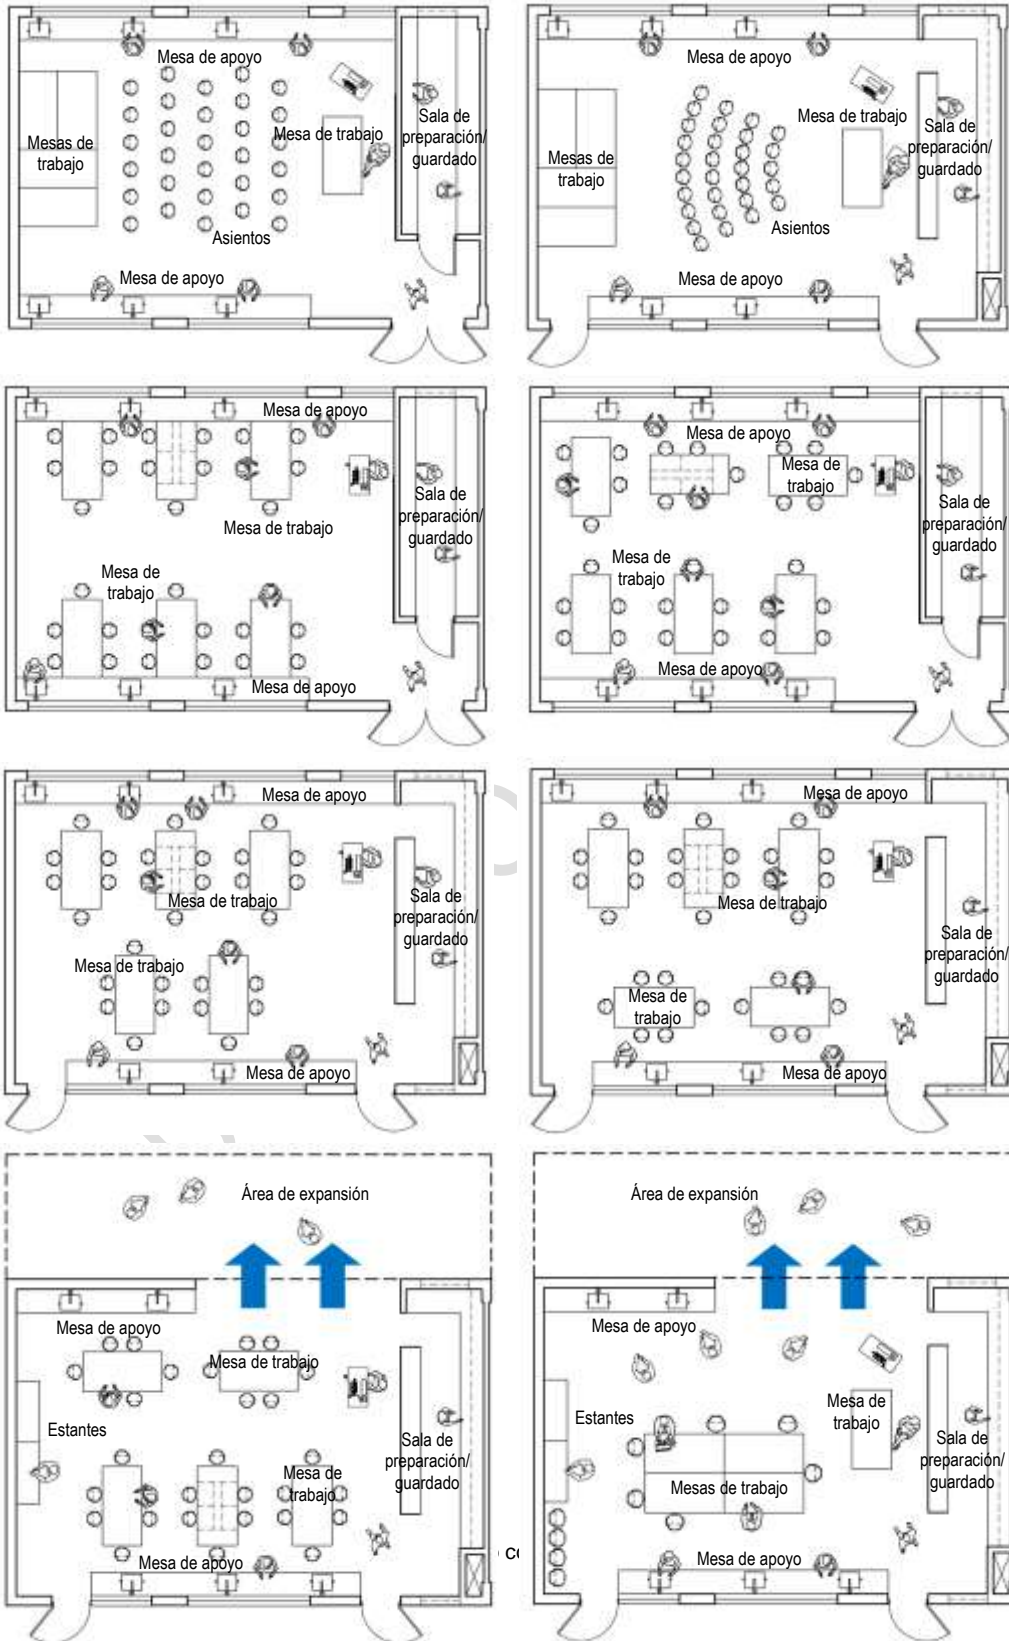 Mesa de apoyo
Mesas de
trabajo
Mesa de trabajo
Sala de
preparación/
guardado
Asientos
Mesa de apoyo
Mesa de apoyo
Mesas de
trabajo
Mesa de trabajo
Sala de
preparación/
guardado
Asientos
Mesa de apoyo
Mesa de apoyo
Sala de
preparación/
guardado
Mesa de trabajo
Mesa de
trabajo
Mesa de apoyo
Mesa de apoyo
Mesa de
trabajo
Sala de
preparación/
guardado
Mesa de
trabajo
Mesa de apoyo
Mesa de apoyo
Mesa de trabajo
Sala de
preparación/
guardado
Mesa de trabajo
Mesa de apoyo
Mesa de apoyo
Mesa de trabajo
Sala de
preparación/
guardado
Mesa de
trabajo
Mesa de apoyo
Área de expansión
Mesa de apoyo
Mesa de trabajo
Estantes
Sala de
preparación/
guardado
Mesa de
trabajo
Mesa de apoyo
Área de expansión
Mesa de apoyo
Mesa de
trabajo
Estantes
Sala de
preparación/
guardado
Mesas de trabajo
Mesa de apoyo